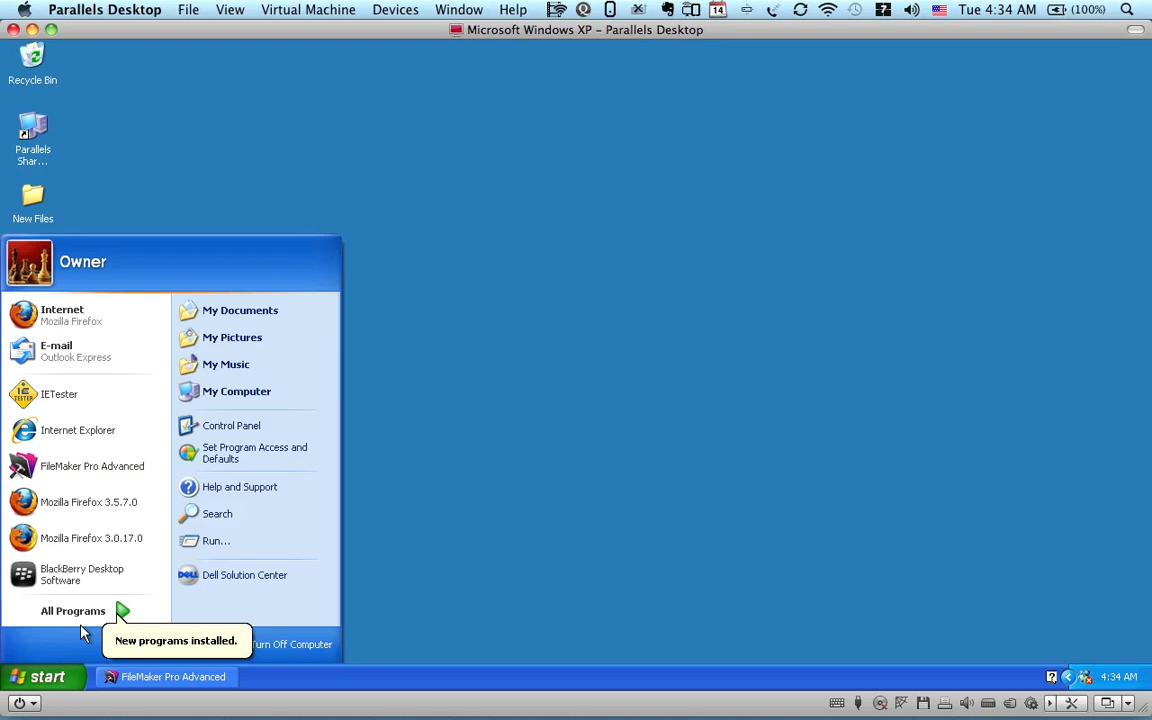 Parallels Desktop File View Virtual Machine Devices Window Help 14 Tue 4:34 AM (100%)
Microsoft Windows XP – Parallels Desktop
Recycle Bin
Parallels
Shar...
New Files
Owner
Internet
Mozilla Firefox
E-mail
Outlook Express
IETester
Internet Explorer
FileMaker Pro Advanced
Mozilla Firefox 3.5.7.0
Mozilla Firefox 3.0.17.0
BlackBerry Desktop
Software
All Programs
My Documents
My Pictures
My Music
My Computer
Control Panel
Set Program Access and
Defaults
Help and Support
Search
Run...
Dell Solution Center
New programs installed.
Turn Off Computer
start FileMaker Pro Advanced 4:34 AM